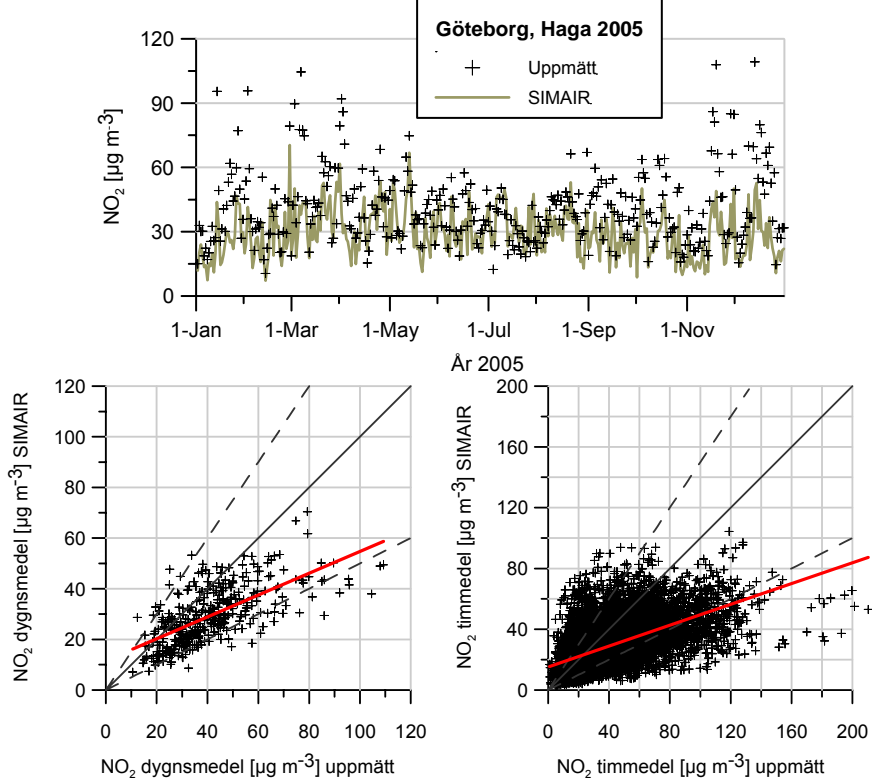 Göteborg, Haga 2005
Uppmätt
SIMAIR
NO₂ [µg m⁻³]
120
90
60
30
0
1-Jan 1-Mar 1-May 1-Jul 1-Sep 1-Nov
År 2005
NO₂ dygnsmedel [µg m⁻³] SIMAIR
120
100
80
60
40
20
0
0 20 40 60 80 100 120
NO₂ dygnsmedel [µg m⁻³] uppmätt
NO₂ timmedel [µg m⁻³] SIMAIR
200
160
120
80
40
0
0 40 80 120 160 200
NO₂ timmedel [µg m⁻³] uppmätt